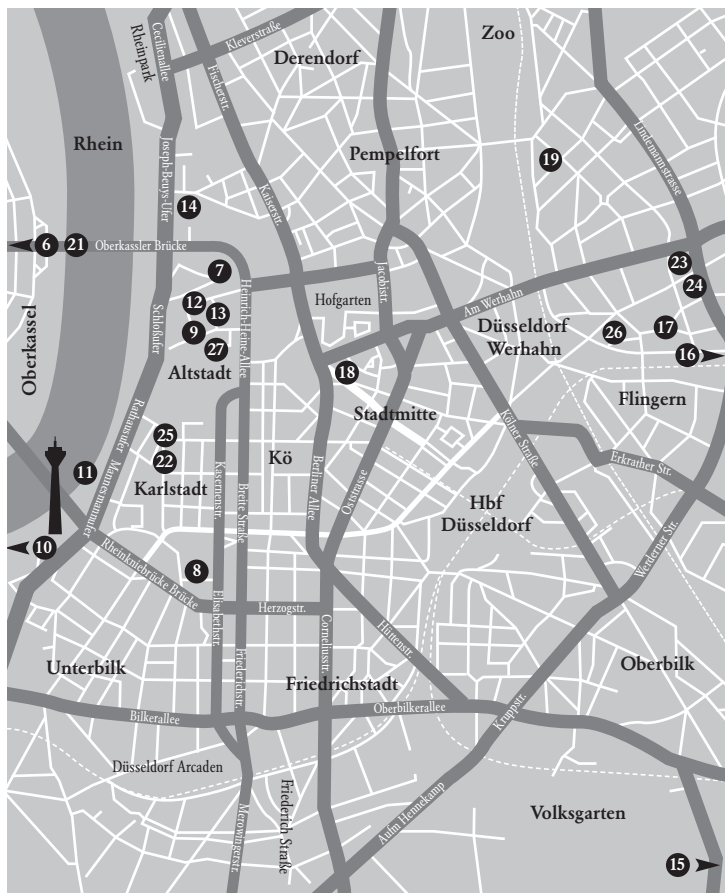 Rheinpark
Cecilienallee
Kleverstraße
Fischerstr.
Derendorf
Zoo
Rhein
Joseph-Beuys-Ufer
Kaiserstr.
Pempelfort
Lindemannstrasse
19
14
6
21
Oberkassler Brücke
7
Heinrich-Heine-Allee
Jacobistr.
Am Werhahn
23
24
12
13
Hofgarten
9
27
Schloßufer
Düsseldorf
Werhahn
26
17
16
Oberkassel
Altstadt
18
Stadtmitte
Flingern
Rathausufer
Mannesmannufer
25
22
Karlstadt
Kasernenstr.
Breite Straße
Kö
Berliner Allee
Oststrasse
Kölner Straße
Erkrather Str.
11
Hbf
Düsseldorf
Werderner Str.
10
Rheinkniebrücke Brücke
8
Elisabethstr.
Herzogstr.
Corneliusstr.
Hüttenstr.
Unterbilk
Friederichstr.
Friedrichstadt
Oberbilk
Bilkerallee
Oberbilkerallee
Kruppstr.
Düsseldorf Arcaden
Merowingerstr.
Friederich Straße
Aufm Hennekamp
Volksgarten
15